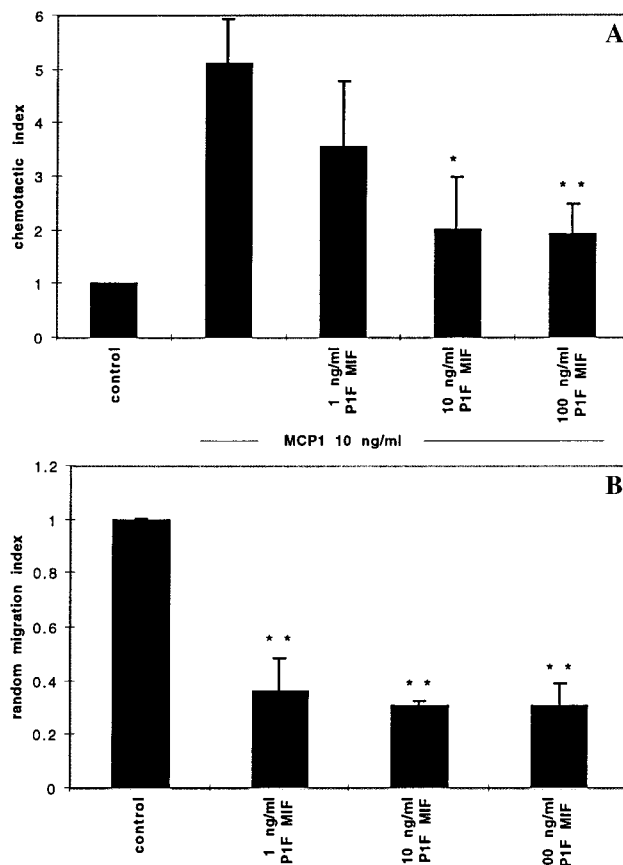 A
6
5
4
3
2
1
0
chemotactic index
*
* *
control
1 ng/ml
P1F MIF
10 ng/ml
P1F MIF
100 ng/ml
P1F MIF
MCP1 10 ng/ml
B
1.2
1
0.8
0.6
0.4
0.2
0
random migration index
* *
* *
* *
control
1 ng/ml
P1F MIF
10 ng/ml
P1F MIF
00 ng/ml
P1F MIF